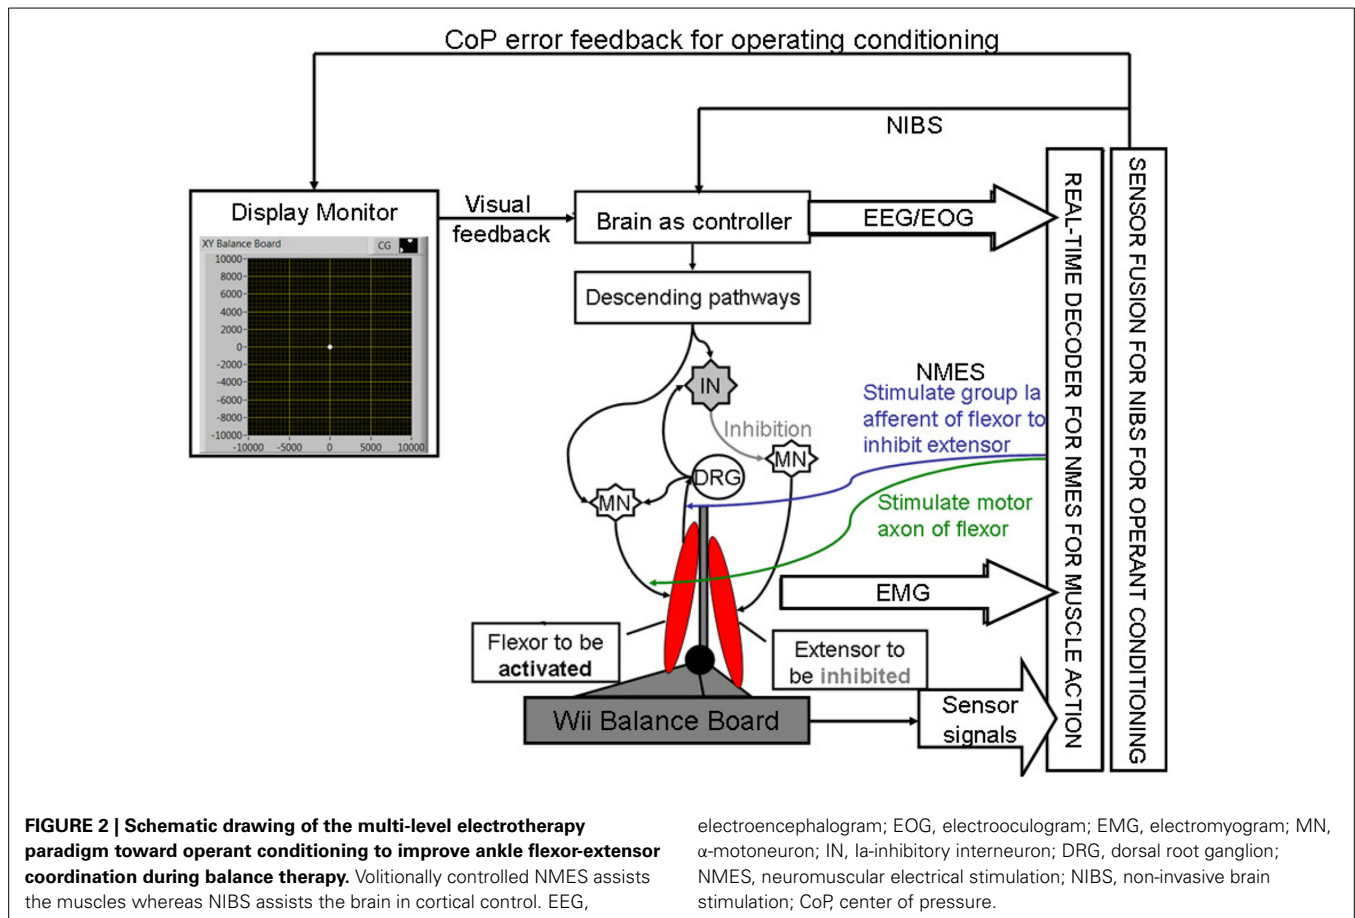 CoP error feedback for operating conditioning
NIBS
Display Monitor
XY Balance Board
CG
10000
8000
6000
4000
2000
0
-2000
-4000
-6000
-8000
-10000
-10000
-5000
0
5000
10000
Visual
feedback
Brain as controller
EEG/EOG
Descending pathways
IN
Inhibition
MN
DRG
MN
NMES
Stimulate group Ia
afferent of flexor to
inhibit extensor
Stimulate motor
axon of flexor
EMG
Flexor to be
activated
Extensor to
be inhibited
Wii Balance Board
Sensor
signals
REAL-TIME DECODER FOR NMES FOR MUSCLE ACTION
SENSOR FUSION FOR NIBS FOR OPERANT CONDITIONING
FIGURE 2 | Schematic drawing of the multi-level electrotherapy
paradigm toward operant conditioning to improve ankle flexor-extensor
coordination during balance therapy. Volitionally controlled NMES assists
the muscles whereas NIBS assists the brain in cortical control. EEG,
electroencephalogram; EOG, electrooculogram; EMG, electromyogram; MN,
α-motoneuron; IN, Ia-inhibitory interneuron; DRG, dorsal root ganglion;
NMES, neuromuscular electrical stimulation; NIBS, non-invasive brain
stimulation; CoP, center of pressure.